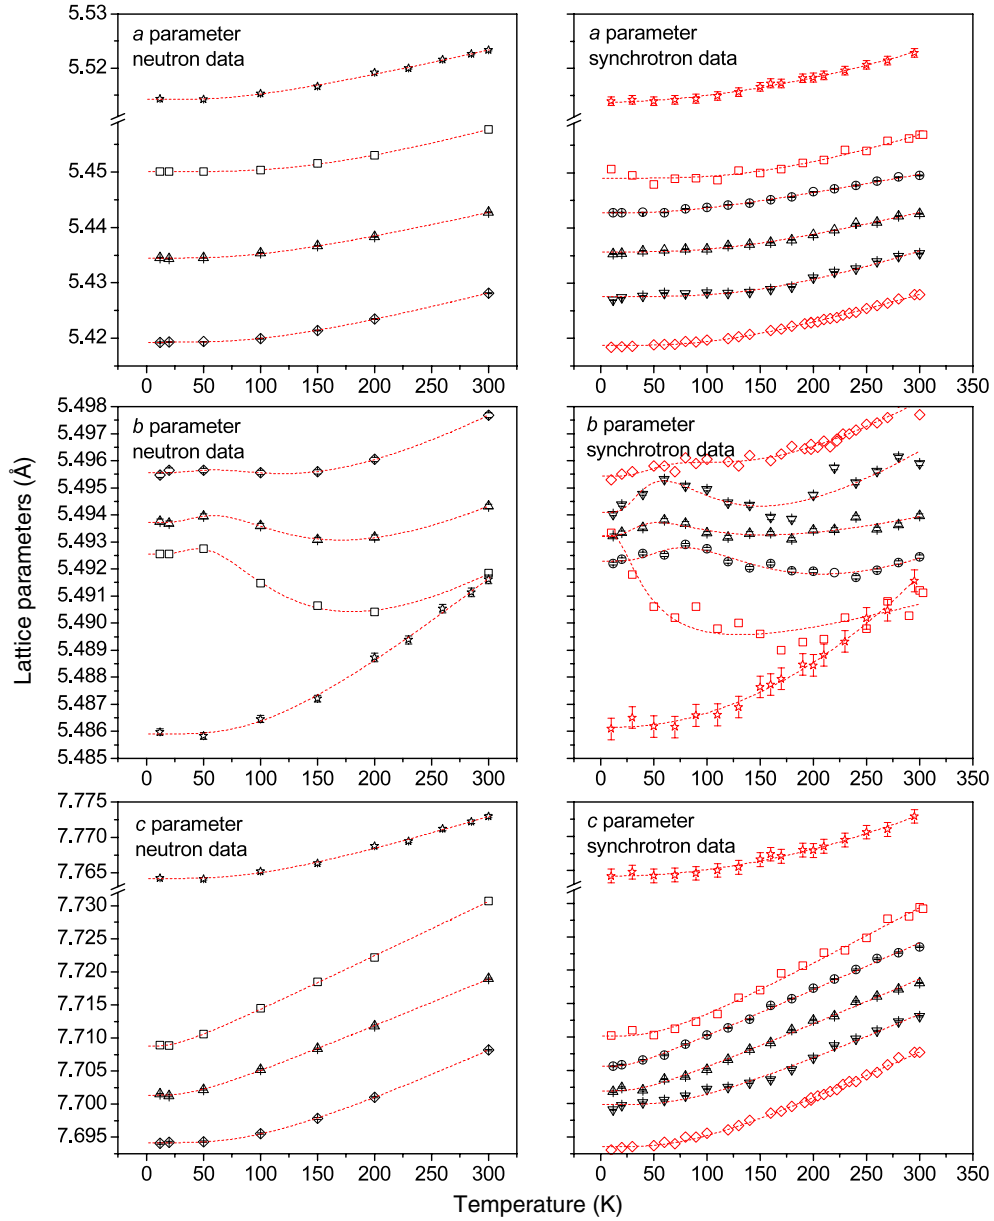 a parameter
neutron data
5.53
5.52
5.45
5.44
5.43
5.42
0 50 100 150 200 250 300
a parameter
synchrotron data
0 50 100 150 200 250 300 350
Lattice parameters (Å)
b parameter
neutron data
5.498
5.497
5.496
5.495
5.494
5.493
5.492
5.491
5.490
5.489
5.488
5.487
5.486
5.485
0 50 100 150 200 250 300
b parameter
synchrotron data
0 50 100 150 200 250 300 350
c parameter
neutron data
7.775
7.770
7.765
7.730
7.725
7.720
7.715
7.710
7.705
7.700
7.695
0 50 100 150 200 250 300
c parameter
synchrotron data
0 50 100 150 200 250 300 350
Temperature (K)